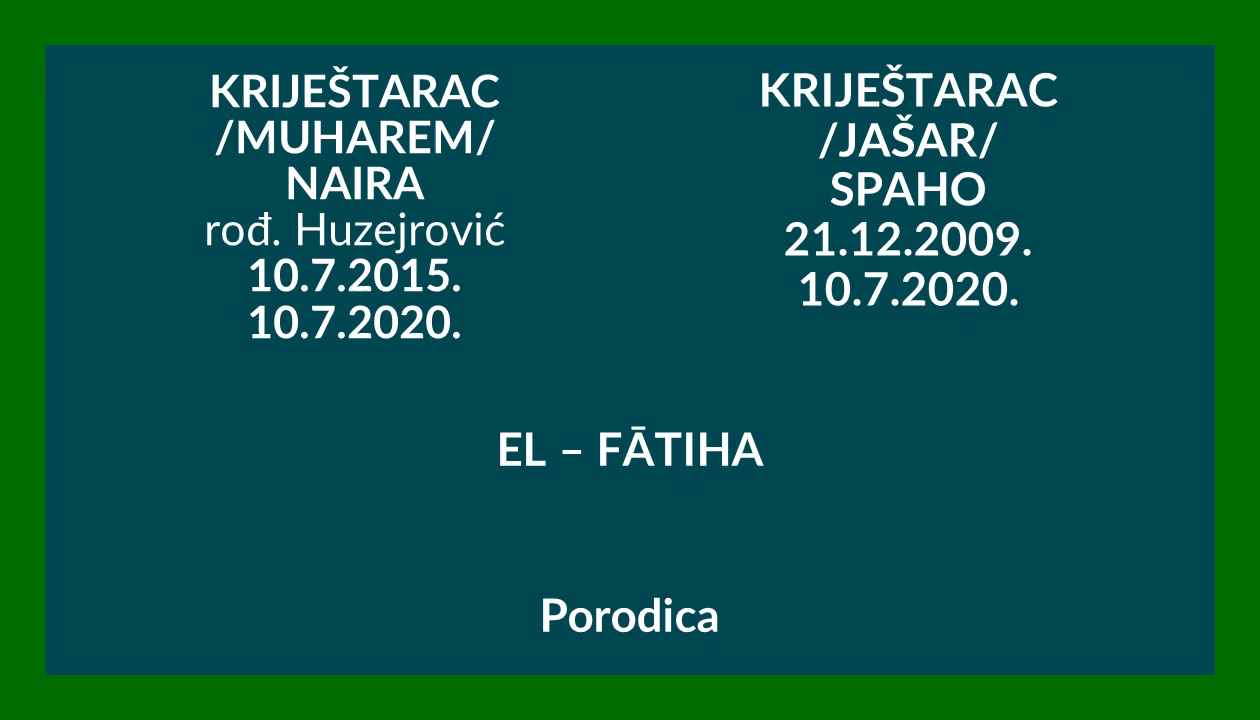 KRIJEŠTARAC
/MUHAREM/
NAIRA
rođ. Huzejrović
10.7.2015.
10.7.2020.
KRIJEŠTARAC
/JAŠAR/
SPAHO
21.12.2009.
10.7.2020.
EL – FĀTIHA
Porodica